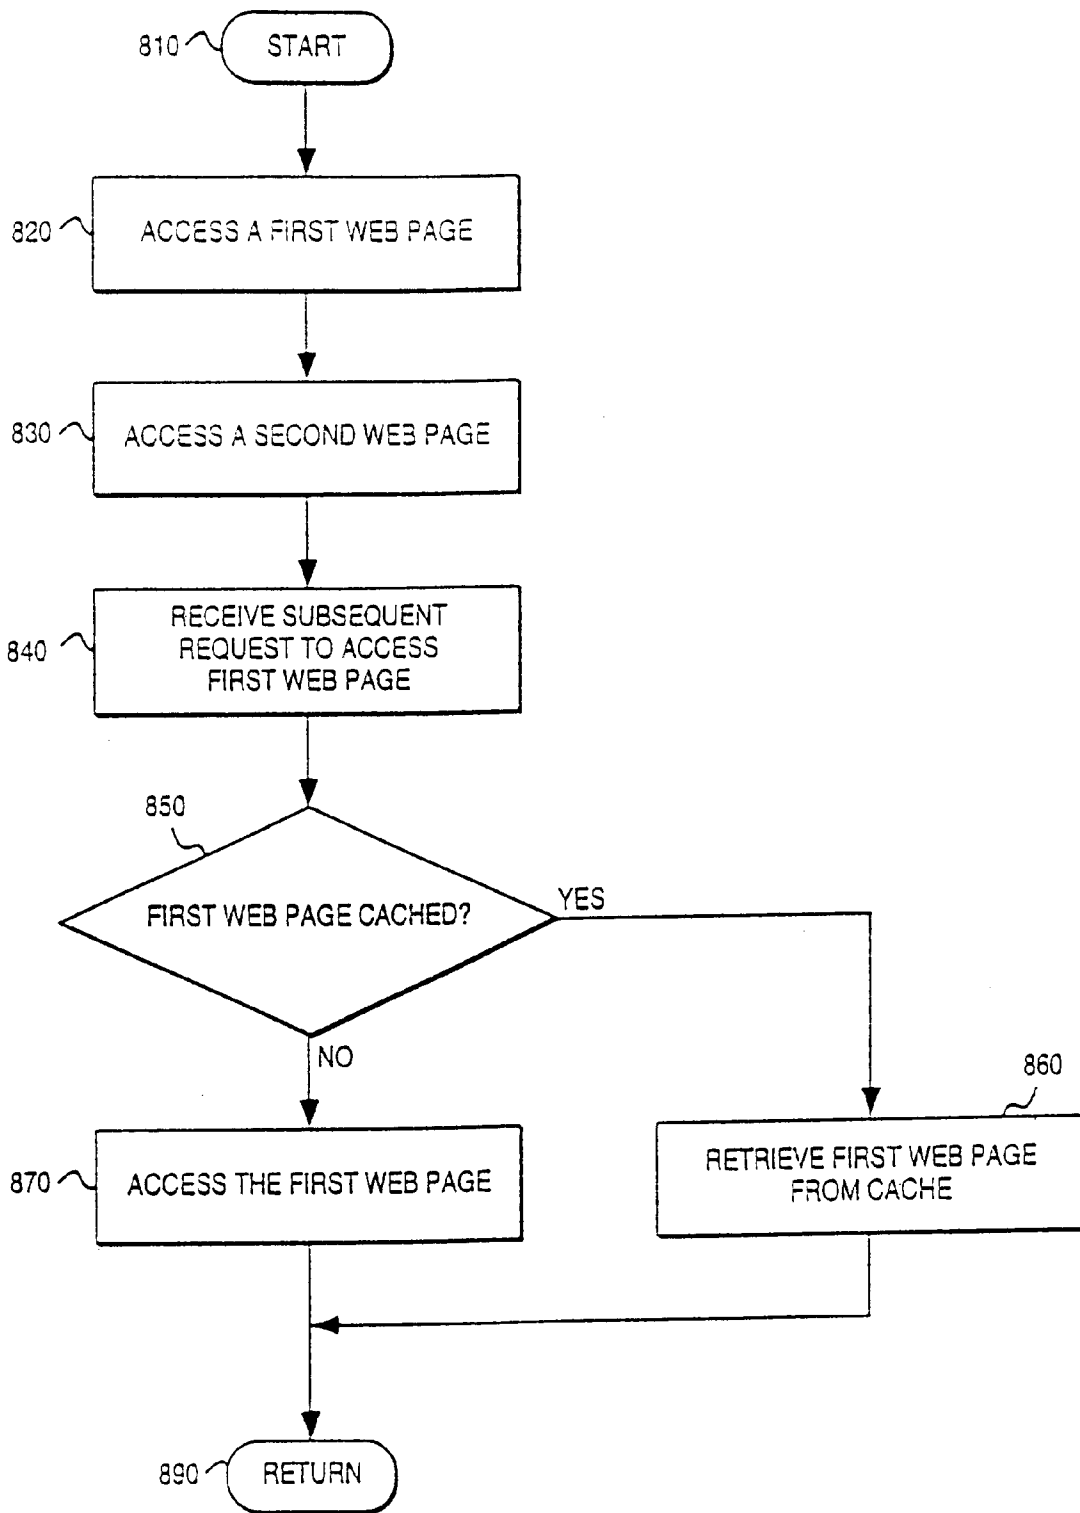 810
START
820
ACCESS A FIRST WEB PAGE
830
ACCESS A SECOND WEB PAGE
840
RECEIVE SUBSEQUENT
REQUEST TO ACCESS
FIRST WEB PAGE
850
FIRST WEB PAGE CACHED?
YES
NO
860
870
ACCESS THE FIRST WEB PAGE
RETRIEVE FIRST WEB PAGE
FROM CACHE
890
RETURN